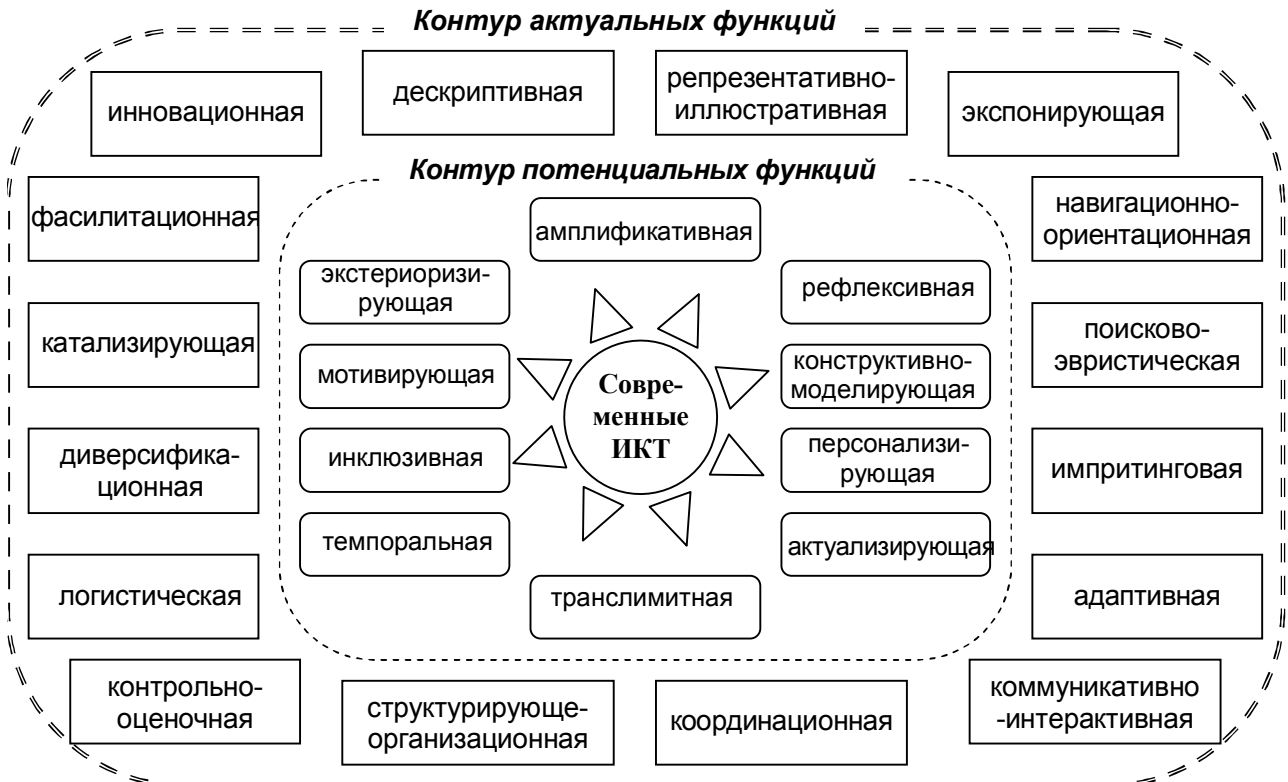 Контур актуальных функций
инновационная
дескриптивная
репрезентативно-
иллюстративная
экспонирующая
Контур потенциальных функций
фасилитационная
катализирующая
диверсифика-
ционная
логистическая
амплификативная
экстериоризи-
рующая
мотивирующая
инклюзивная
темпоральная
Совре-
менные
ИКТ
рефлексивная
конструктивно-
моделирующая
персонализи-
рующая
актуализирующая
транслимитная
навигационно-
ориентационная
поисково-
эвристическая
импритинговая
адаптивная
контрольно-
оценочная
структурирующе-
организационная
координационная
коммуникативно
-интерактивная